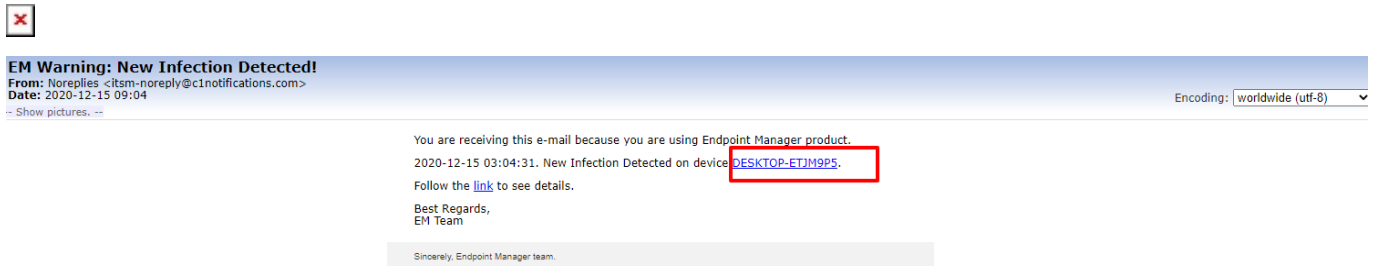 EM Warning: New Infection Detected!
From: Noreplies <itsm-noreply@c1notifications.com>
Date: 2020-12-15 09:04
Encoding: worldwide (utf-8)
-- Show pictures. --
You are receiving this e-mail because you are using Endpoint Manager product.
2020-12-15 03:04:31. New Infection Detected on device DESKTOP-ETJM9P5.
Follow the link to see details.
Best Regards,
EM Team
Sincerely, Endpoint Manager team.